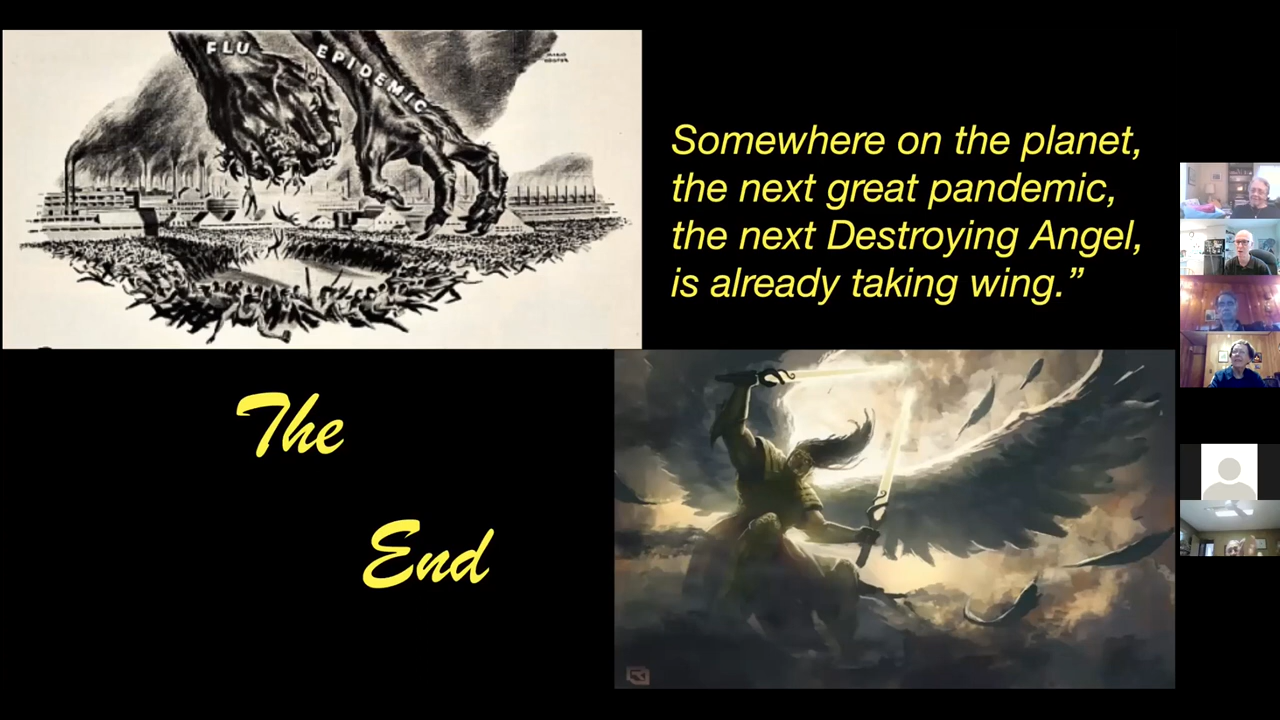 FLU
EPIDEMIC
Somewhere on the planet,
the next great pandemic,
the next Destroying Angel,
is already taking wing.”
The
End